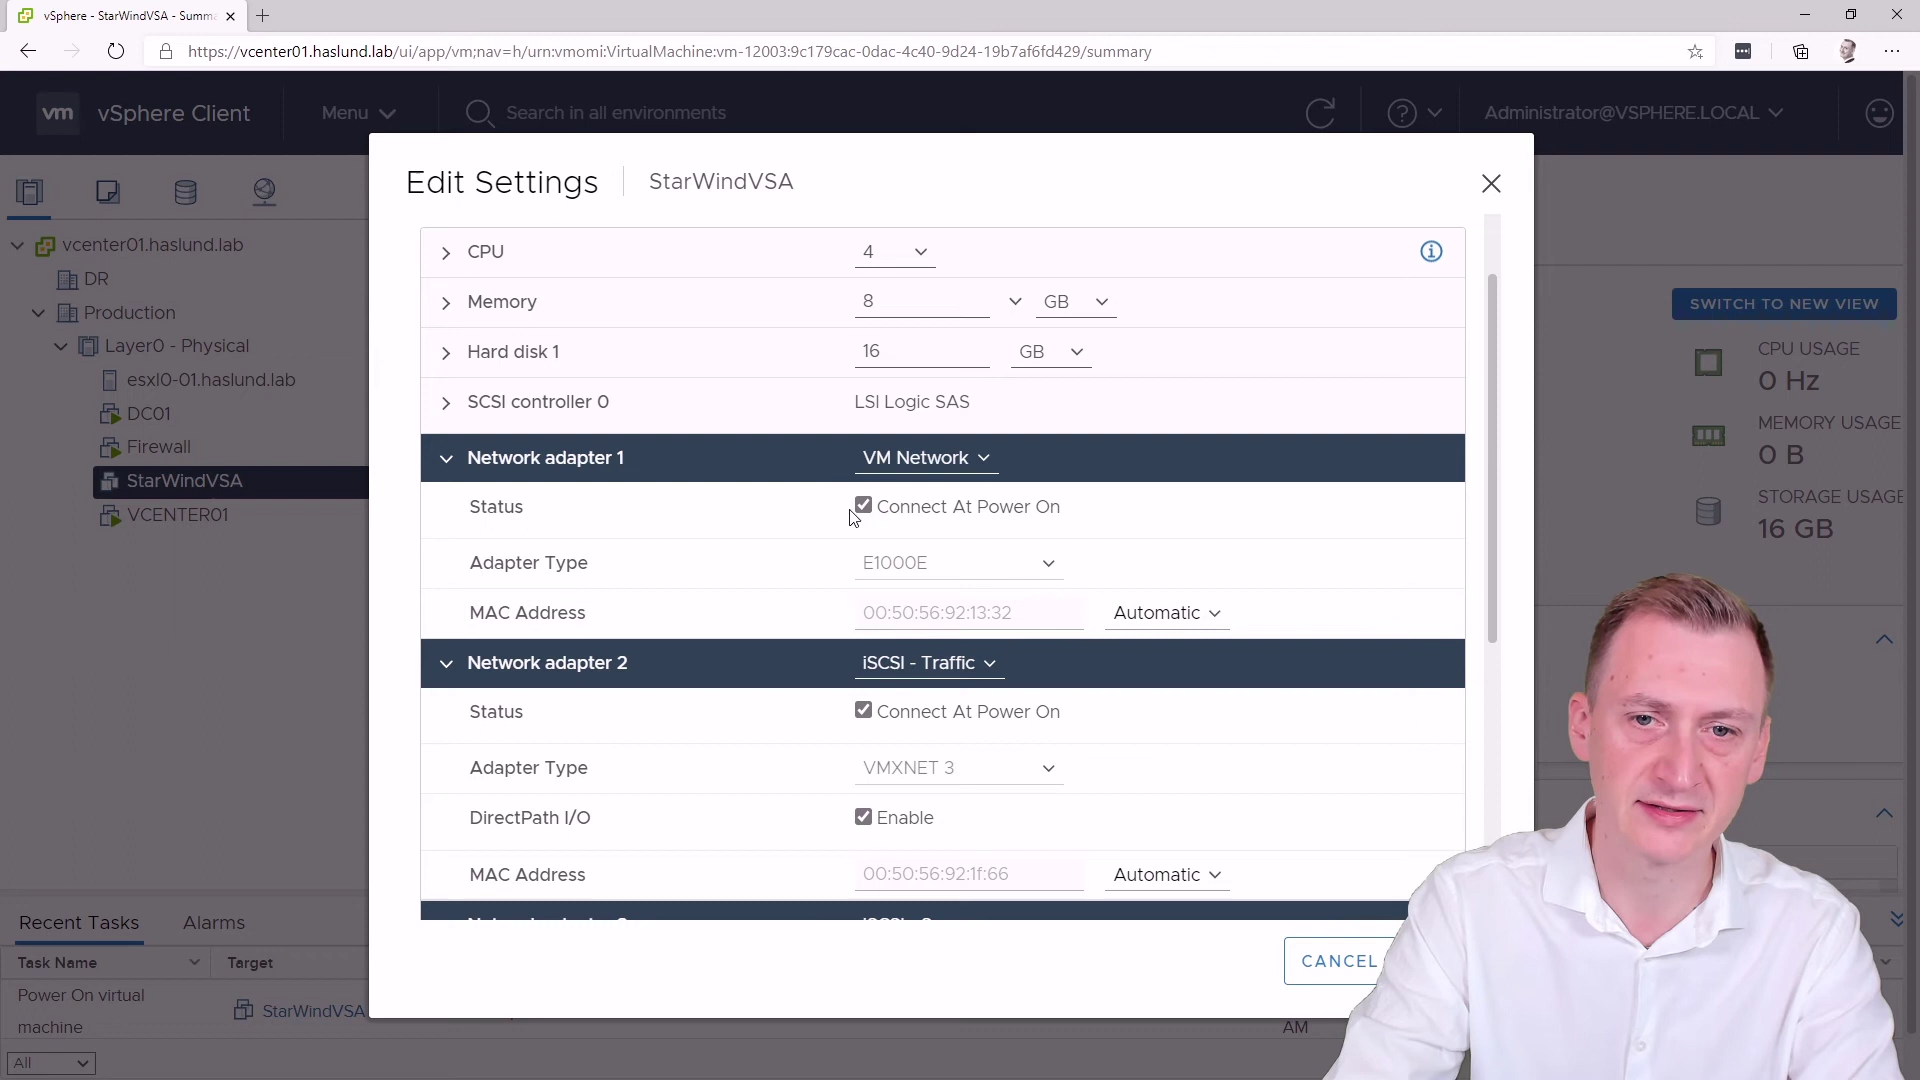 vSphere - StarWindVSA - Summa
https://vcenter01.haslund.lab/ui/app/vm;nav=h/urn:vmomi:VirtualMachine:vm-12003:9c179cac-0dac-4c40-9d24-19b7af6fd429/summary
vm vSphere Client Menu Search in all environments Administrator@VSPHERE.LOCAL
Edit Settings StarWindVSA
vcenter01.haslund.lab
DR
Production
Layer0 - Physical
esxl0-01.haslund.lab
DC01
Firewall
StarWindVSA
VCENTER01
CPU 4
Memory 8 GB
Hard disk 1 16 GB
SCSI controller 0 LSI Logic SAS
Network adapter 1 VM Network
Status Connect At Power On
Adapter Type E1000E
MAC Address 00:50:56:92:13:32 Automatic
Network adapter 2 iSCSI - Traffic
Status Connect At Power On
Adapter Type VMXNET 3
DirectPath I/O Enable
MAC Address 00:50:56:92:1f:66 Automatic
CANCEL
SWITCH TO NEW VIEW
CPU USAGE
0 Hz
MEMORY USAGE
0 B
STORAGE USAGE
16 GB
Recent Tasks Alarms
Task Name Target
Power On virtual
machine
StarWindVSA
AM
All